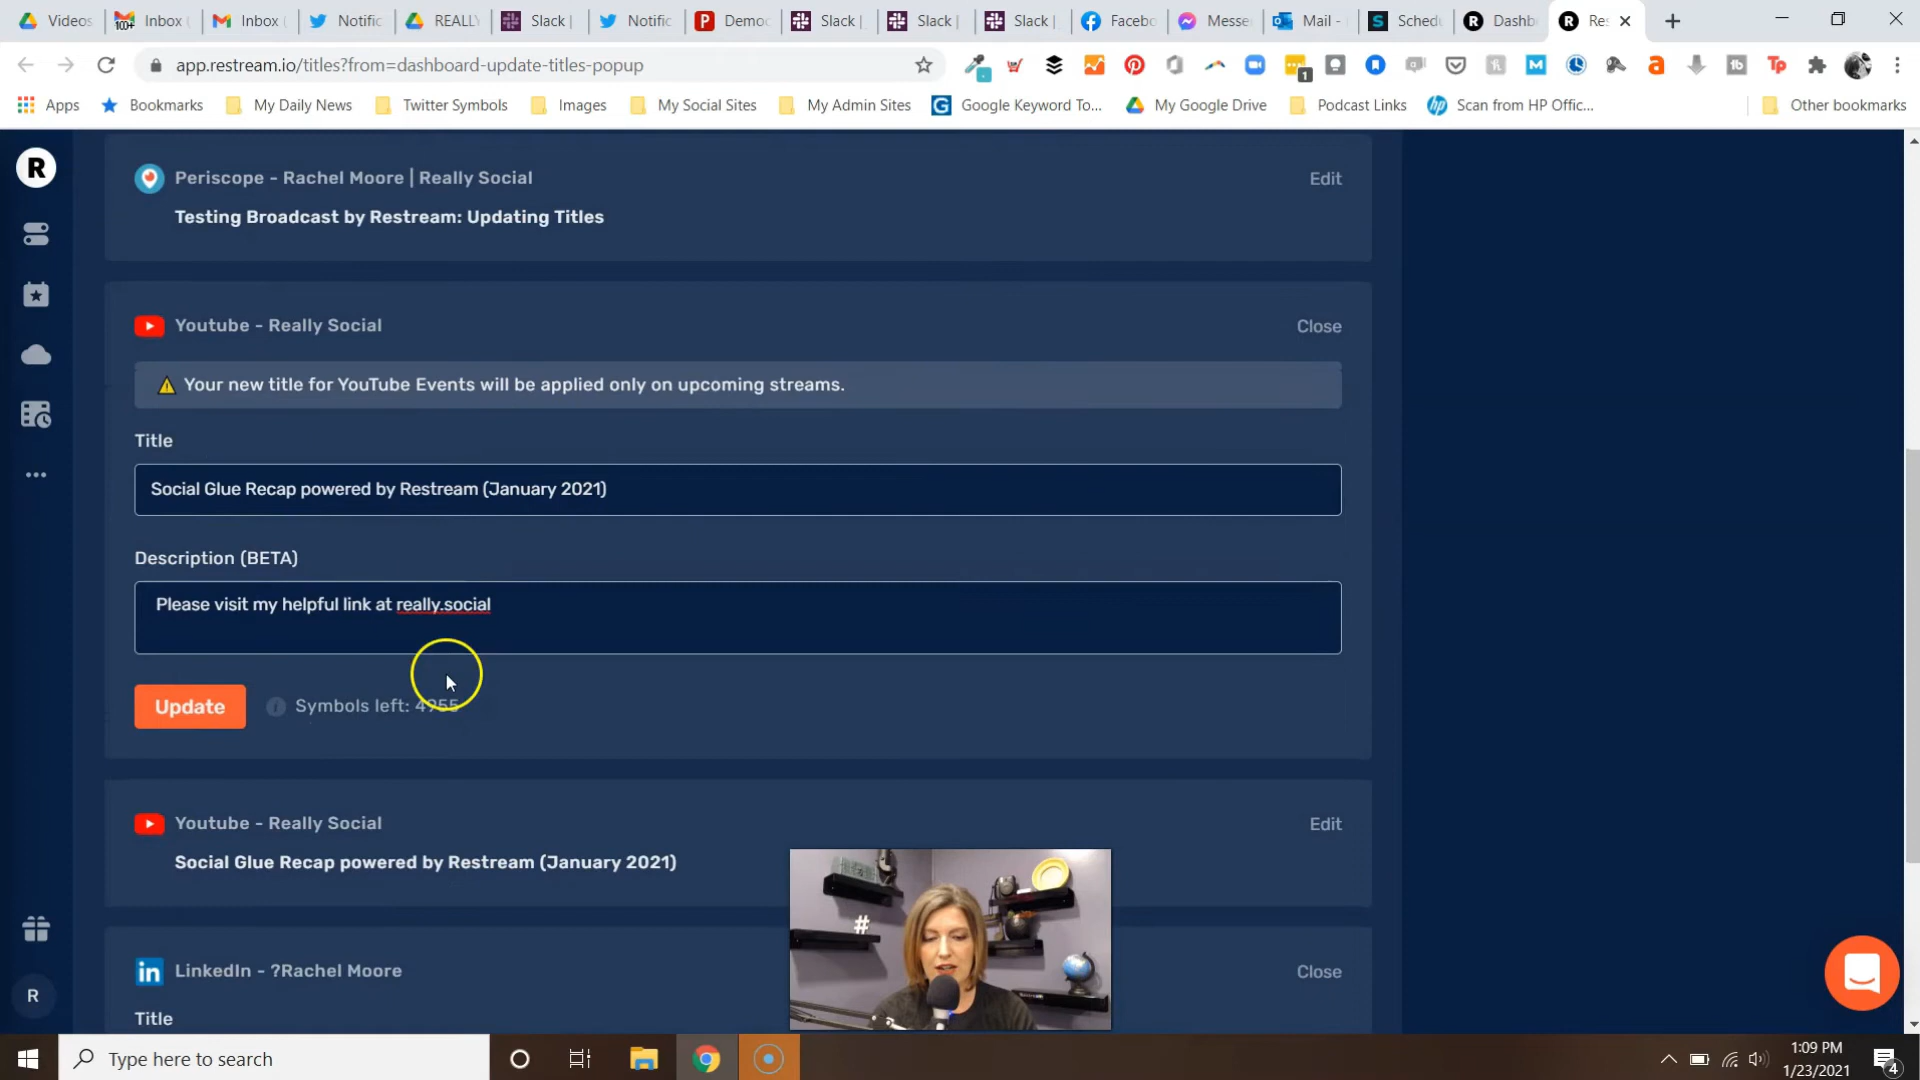 Videos
Inbox
Inbox
Notific
REALLY
Slack |
Notific
Demo
Slack |
Slack |
Slack |
Facebo
Messe
Mail -
Sched
Dashb
Res
app.restream.io/titles?from=dashboard-update-titles-popup
Apps
Bookmarks
My Daily News
Twitter Symbols
Images
My Social Sites
My Admin Sites
Google Keyword To...
My Google Drive
Podcast Links
Scan from HP Offic...
Other bookmarks
R
Periscope - Rachel Moore | Really Social
Edit
Testing Broadcast by Restream: Updating Titles
Youtube - Really Social
Close
Your new title for YouTube Events will be applied only on upcoming streams.
Title
Social Glue Recap powered by Restream (January 2021)
Description (BETA)
Please visit my helpful link at really.social
Update
Symbols left: 4955
Youtube - Really Social
Edit
Social Glue Recap powered by Restream (January 2021)
#
LinkedIn - ?Rachel Moore
Close
R
Title
Type here to search
1:09 PM
1/23/2021
4